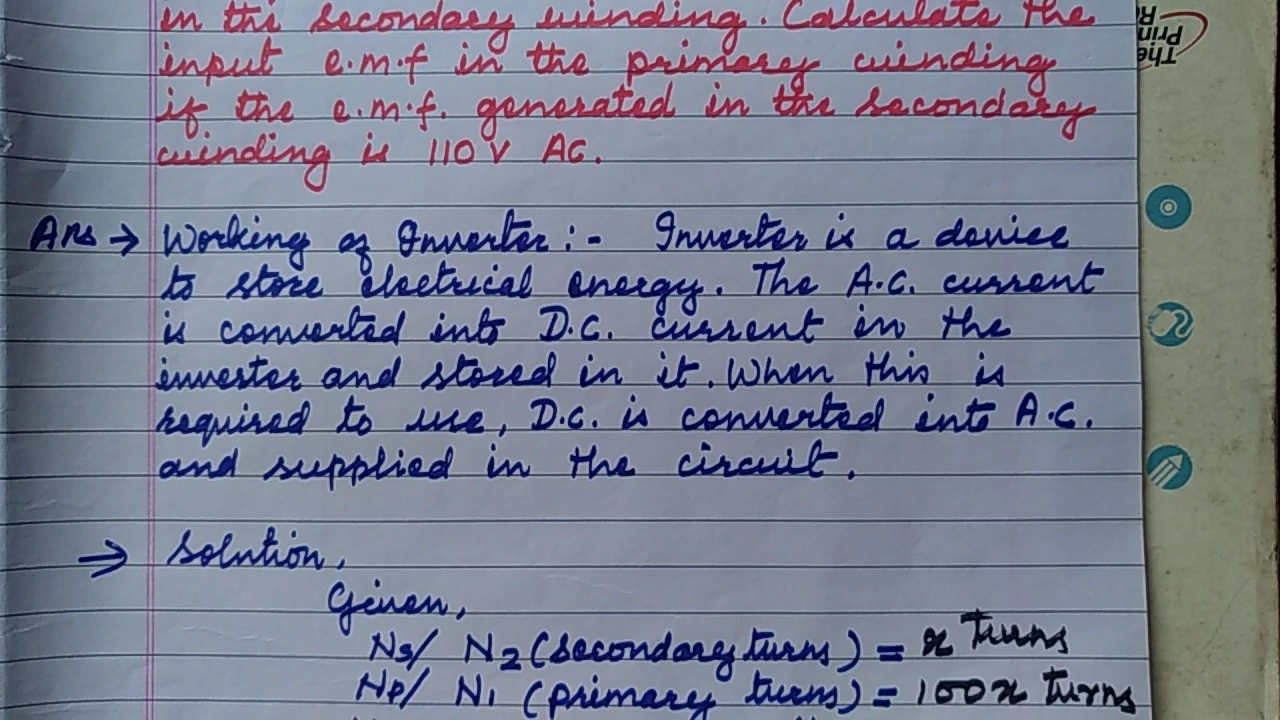 in the secondary winding. Calculate the
input e.m.f in the primary winding
if the e.m.f. generated in the secondary
winding is 110 V AC.
Ans → Working of Inverter :- Inverter is a device
to store electrical energy. The A.C. current
is converted into D.C. current in the
inverter and stored in it. When this is
required to use, D.C. is converted into A.C.
and supplied in the circuit.
⇒ Solution,
Given,
Ns/ N2 (secondary turns) = x Turns
Np/ N1 (primary turns) = 100x turns
The